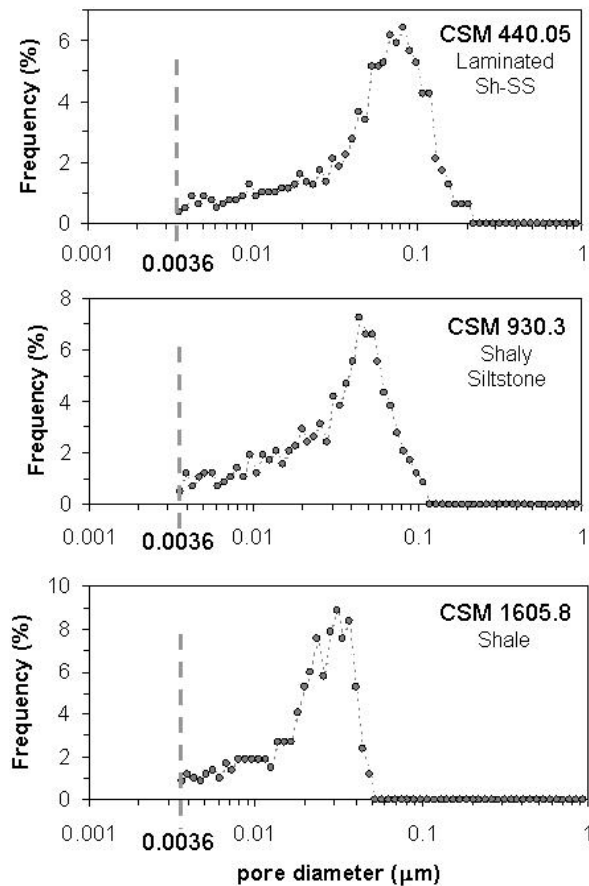 Frequency (%)
6
4
2
0
CSM 440.05
Laminated
Sh-SS
0.001
0.01
0.1
1
0.0036
Frequency (%)
8
6
4
2
0
CSM 930.3
Shaly
Siltstone
0.001
0.01
0.1
1
0.0036
Frequency (%)
10
8
6
4
2
0
CSM 1605.8
Shale
0.001
0.01
0.1
1
0.0036
pore diameter (μm)